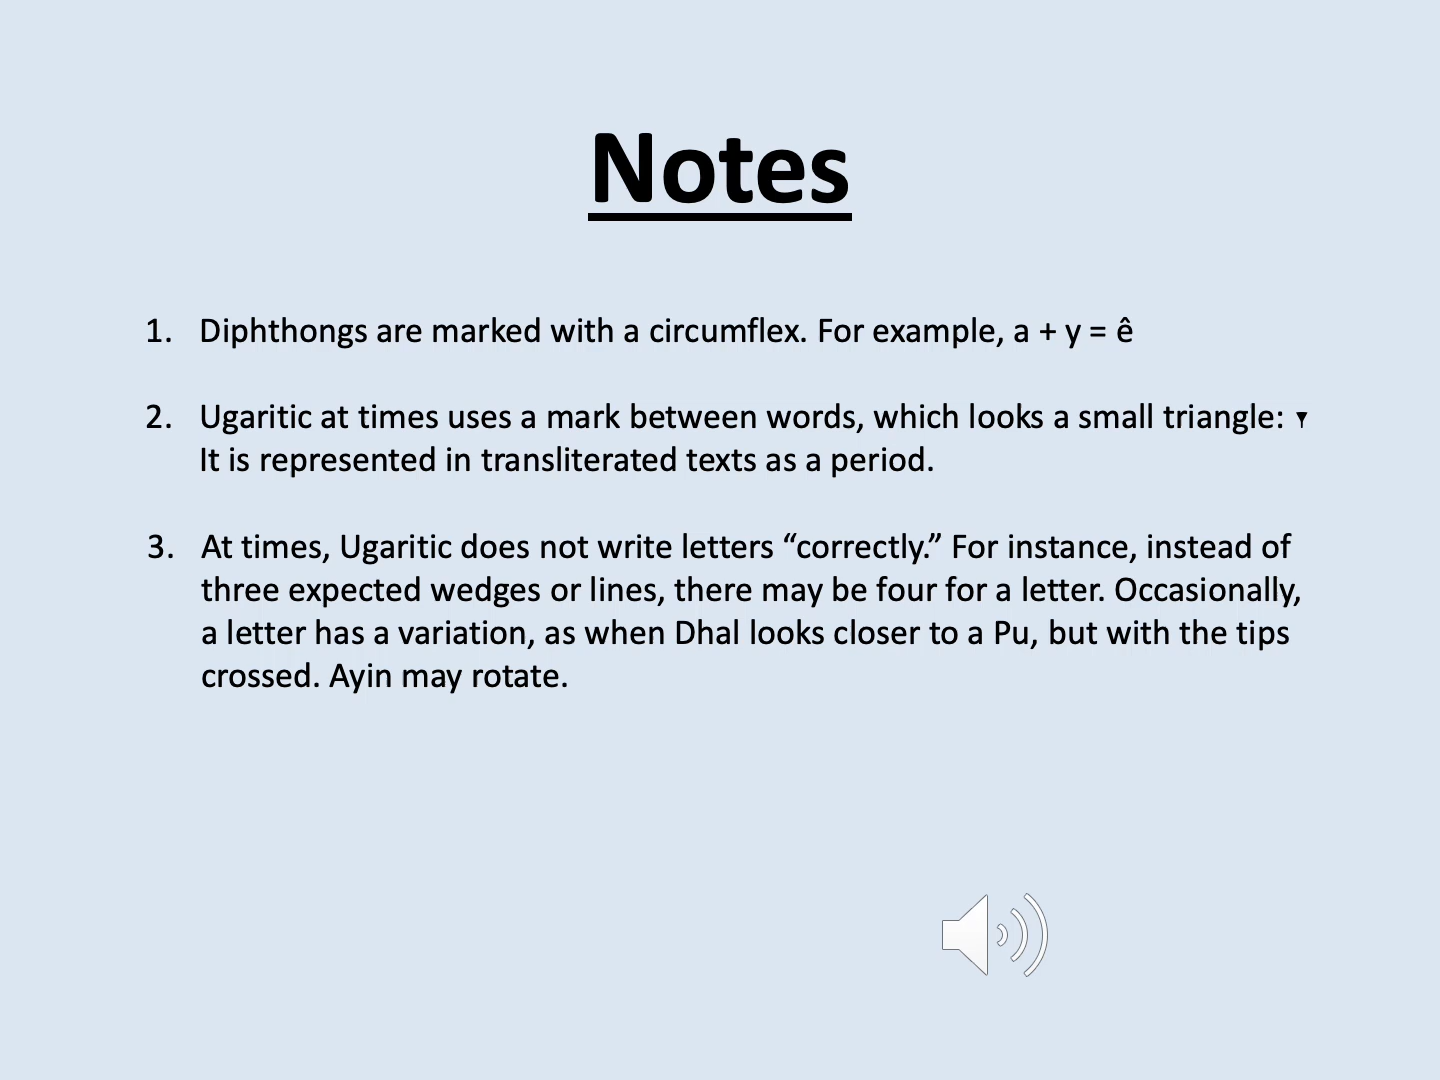 Notes
1. Diphthongs are marked with a circumflex. For example, a + y = ê
2. Ugaritic at times uses a mark between words, which looks a small triangle: 𐎟
It is represented in transliterated texts as a period.
3. At times, Ugaritic does not write letters “correctly.” For instance, instead of
three expected wedges or lines, there may be four for a letter. Occasionally,
a letter has a variation, as when Dhal looks closer to a Pu, but with the tips
crossed. Ayin may rotate.